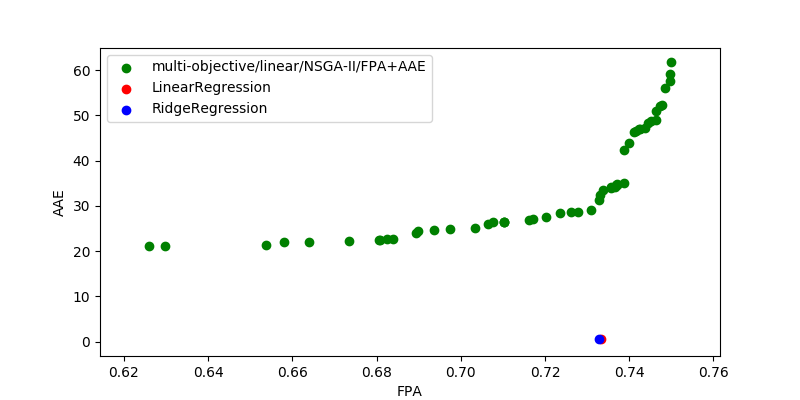 multi-objective/linear/NSGA-II/FPA+AAE
LinearRegression
RidgeRegression
60
50
40
30
20
10
0
AAE
0.62 0.64 0.66 0.68 0.70 0.72 0.74 0.76
FPA